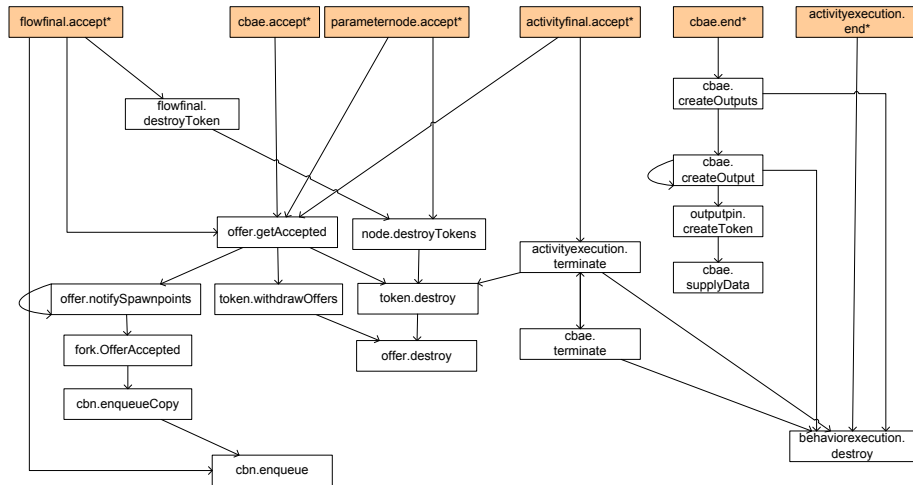 flowfinal.accept*
cbae.accept*
parameternode.accept*
activityfinal.accept*
cbae.end*
activityexecution.
end*
flowfinal.
destroyToken
cbae.
createOutputs
cbae.
createOutput
offer.getAccepted
node.destroyTokens
outputpin.
createToken
activityexecution.
terminate
cbae.
supplyData
offer.notifySpawnpoints
token.withdrawOffers
token.destroy
fork.OfferAccepted
offer.destroy
cbae.
terminate
cbn.enqueueCopy
behaviorexecution.
destroy
cbn.enqueue